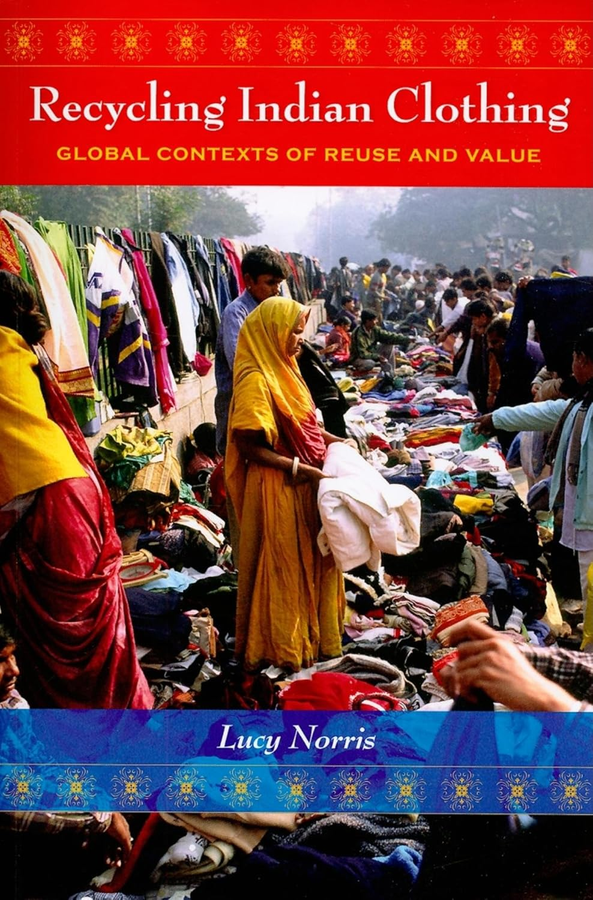 Recycling Indian Clothing
GLOBAL CONTEXTS OF REUSE AND VALUE
Lucy Norris